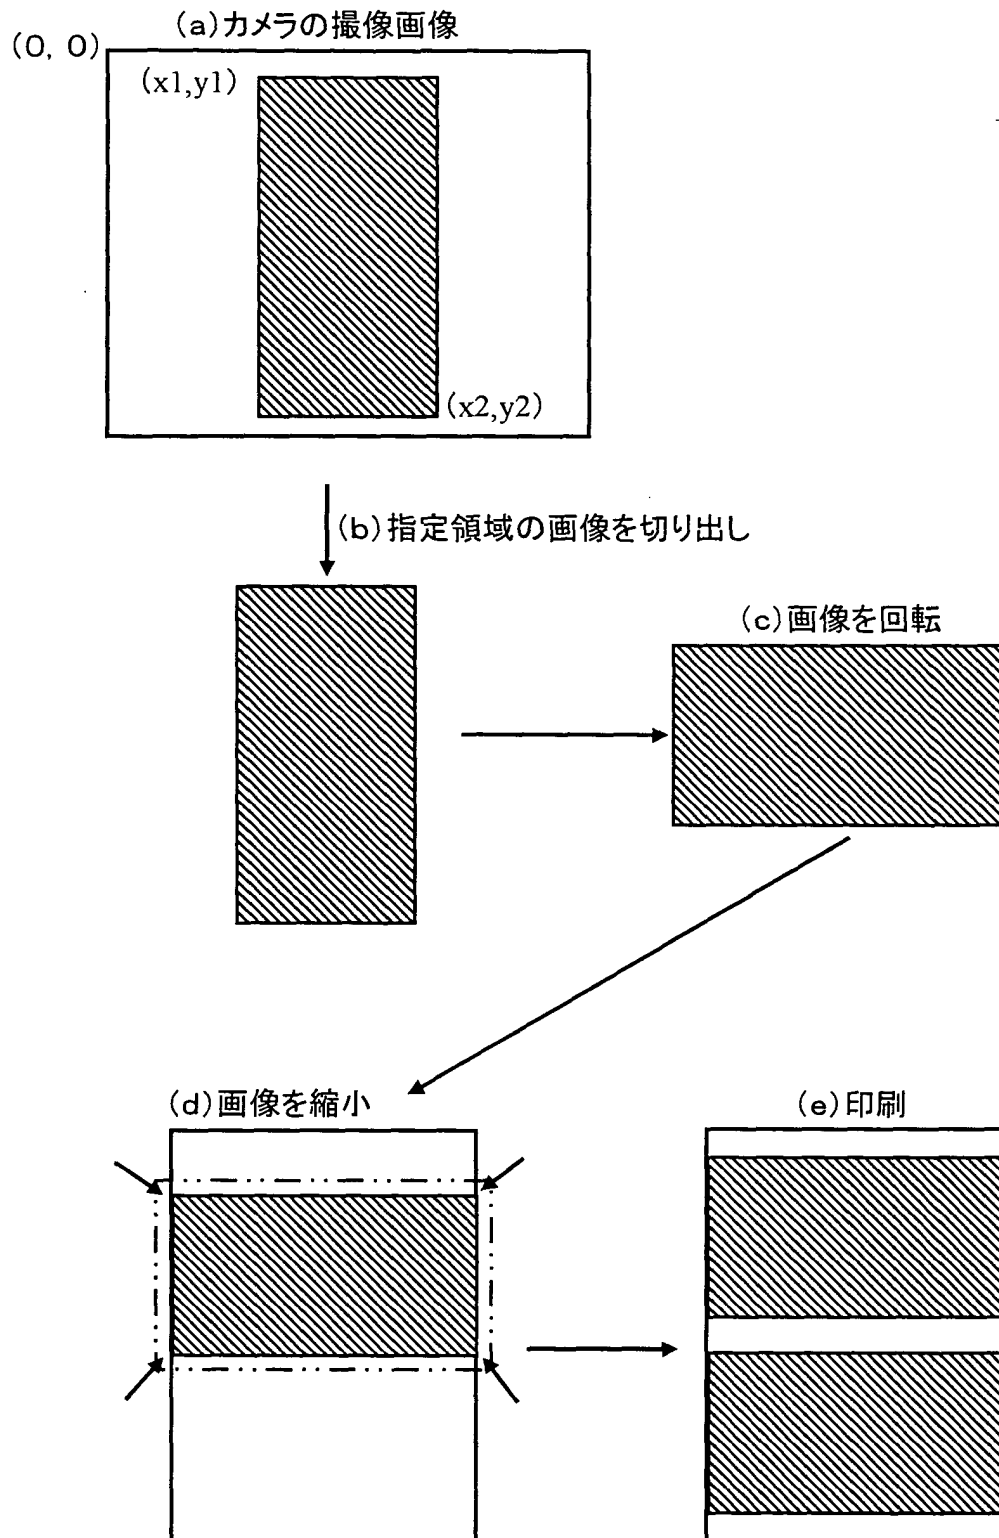 (a)カメラの撮像画像
(0, 0)
(x1,y1)
(x2,y2)
(b)指定領域の画像を切り出し
(c)画像を回転
(d)画像を縮小
(e)印刷